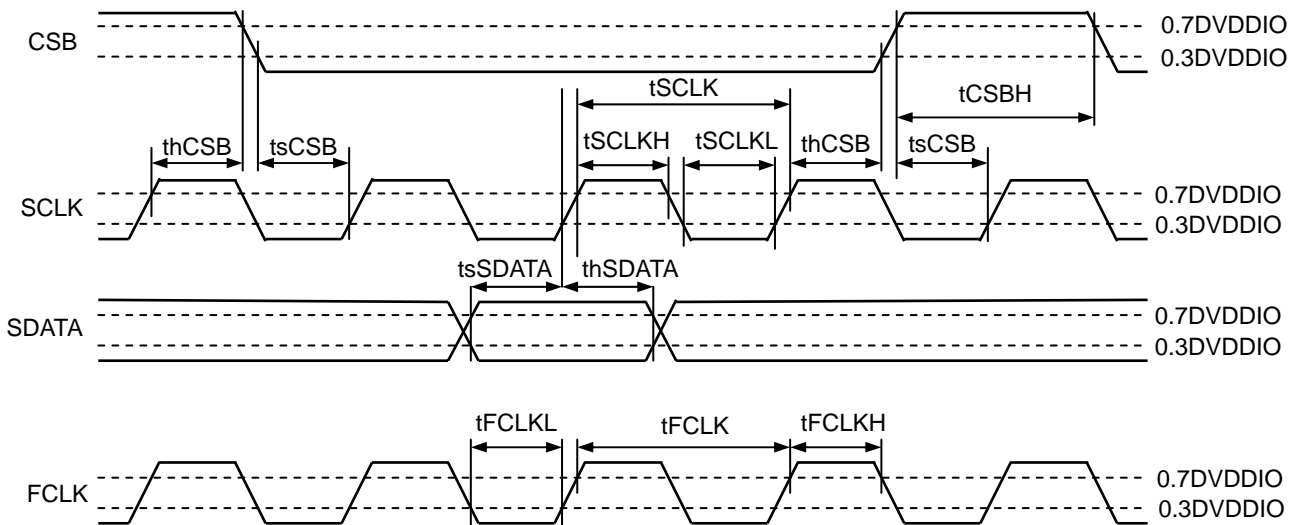 CSB
0.7DVDDIO
0.3DVDDIO
tSCLK
tCSBH
thCSB
tsCSB
tSCLKH
tSCLKL
thCSB
tsCSB
SCLK
0.7DVDDIO
0.3DVDDIO
tsSDATA
thSDATA
SDATA
0.7DVDDIO
0.3DVDDIO
tFCLKL
tFCLK
tFCLKH
FCLK
0.7DVDDIO
0.3DVDDIO